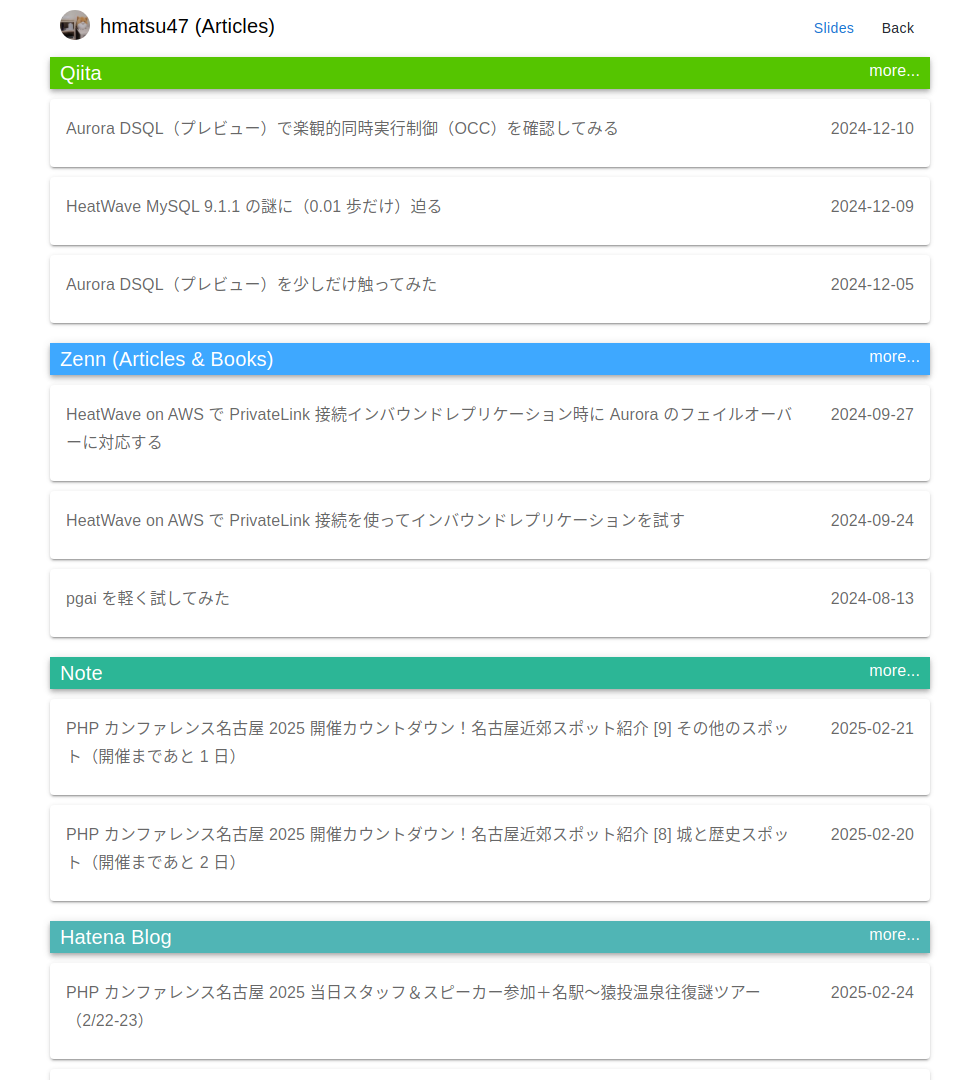 hmatsu47 (Articles)
Slides
Back
Qiita
more...
Aurora DSQL（プレビュー）で楽観的同時実行制御（OCC）を確認してみる
2024-12-10
HeatWave MySQL 9.1.1 の謎に（0.01 歩だけ）迫る
2024-12-09
Aurora DSQL（プレビュー）を少しだけ触ってみた
2024-12-05
Zenn (Articles & Books)
more...
HeatWave on AWS で PrivateLink 接続インバウンドレプリケーション時に Aurora のフェイルオーバ
ーに対応する
2024-09-27
HeatWave on AWS で PrivateLink 接続を使ってインバウンドレプリケーションを試す
2024-09-24
pgai を軽く試してみた
2024-08-13
Note
more...
PHP カンファレンス名古屋 2025 開催カウントダウン！名古屋近郊スポット紹介 [9] その他のスポッ
ト（開催まであと 1 日）
2025-02-21
PHP カンファレンス名古屋 2025 開催カウントダウン！名古屋近郊スポット紹介 [8] 城と歴史スポッ
ト（開催まであと 2 日）
2025-02-20
Hatena Blog
more...
PHP カンファレンス名古屋 2025 当日スタッフ＆スピーカー参加＋名駅〜猿投温泉往復謎ツアー
（2/22-23）
2025-02-24